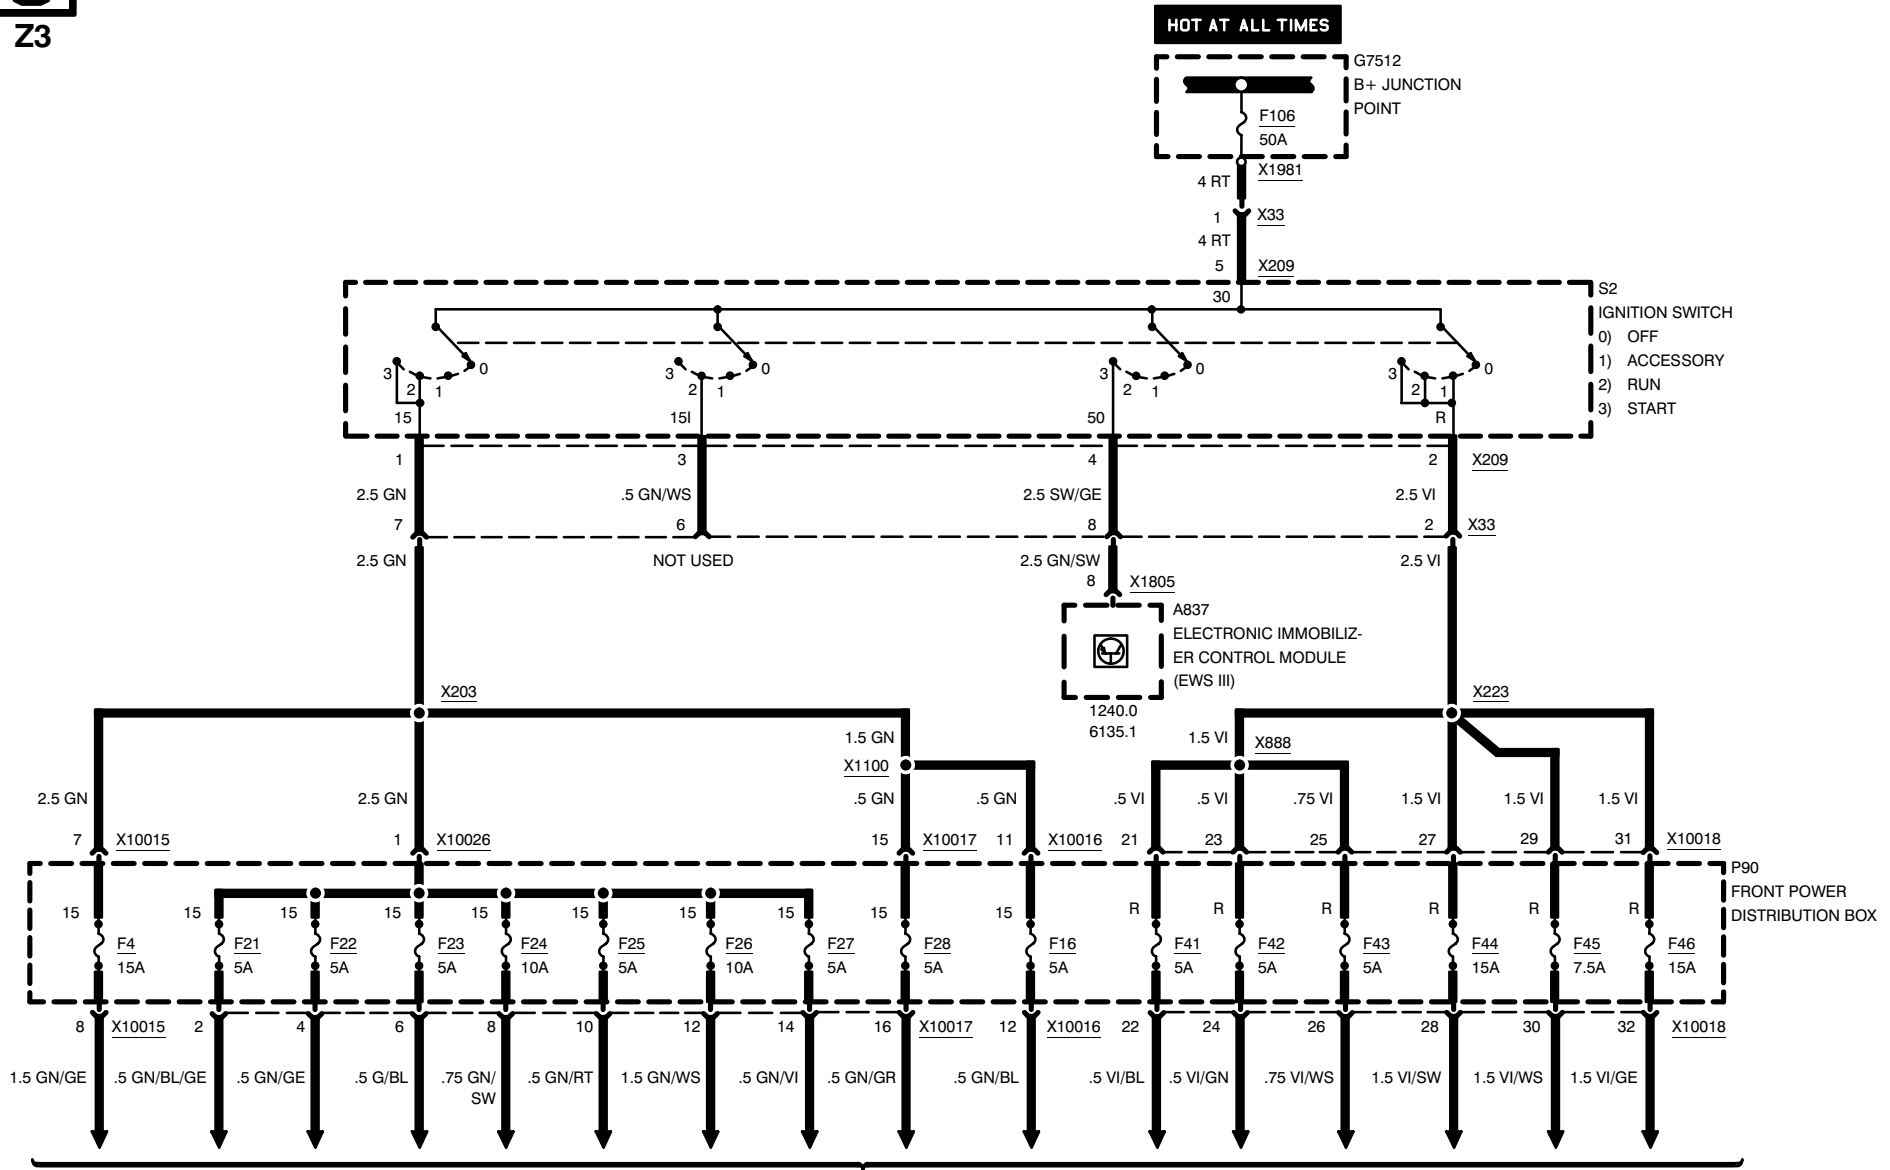 Z3
HOT AT ALL TIMES
G7512
B+ JUNCTION
POINT
F106
50A
X1981
4 RT
1 X33
4 RT
5 X209
30
S2
IGNITION SWITCH
0) OFF
1) ACCESSORY
2) RUN
3) START
3 2 1 0
3 2 1 0
3 2 1 0
3 2 1 0
15 15I 50 R
1 3 4 2 X209
2.5 GN .5 GN/WS 2.5 SW/GE 2.5 VI
7 6 8 2 X33
2.5 GN NOT USED 2.5 GN/SW 2.5 VI
8 X1805
A837
ELECTRONIC IMMOBILIZ-
ER CONTROL MODULE
(EWS III)
1240.0
6135.1
X203 X223
1.5 GN 1.5 VI X888
X1100
2.5 GN 2.5 GN .5 GN .5 GN .5 VI .5 VI .75 VI 1.5 VI 1.5 VI 1.5 VI
7 X10015 1 X10026 15 X10017 11 X10016 21 23 25 27 29 31 X10018
P90
FRONT POWER
DISTRIBUTION BOX
15 15 15 15 15 15 15 15 15 15 R R R R R R
F4 F21 F22 F23 F24 F25 F26 F27 F28 F16 F41 F42 F43 F44 F45 F46
15A 5A 5A 5A 10A 5A 10A 5A 5A 5A 5A 5A 5A 15A 7.5A 15A
8 X10015 2 4 6 8 10 12 14 16 X10017 12 X10016 22 24 26 28 30 32 X10018
1.5 GN/GE .5 GN/BL/GE .5 GN/GE .5 G/BL .75 GN/ .5 GN/RT 1.5 GN/WS .5 GN/VI .5 GN/GR .5 GN/BL .5 VI/BL .5 VI/GN .75 VI/WS 1.5 VI/SW 1.5 VI/WS 1.5 VI/GE
SW